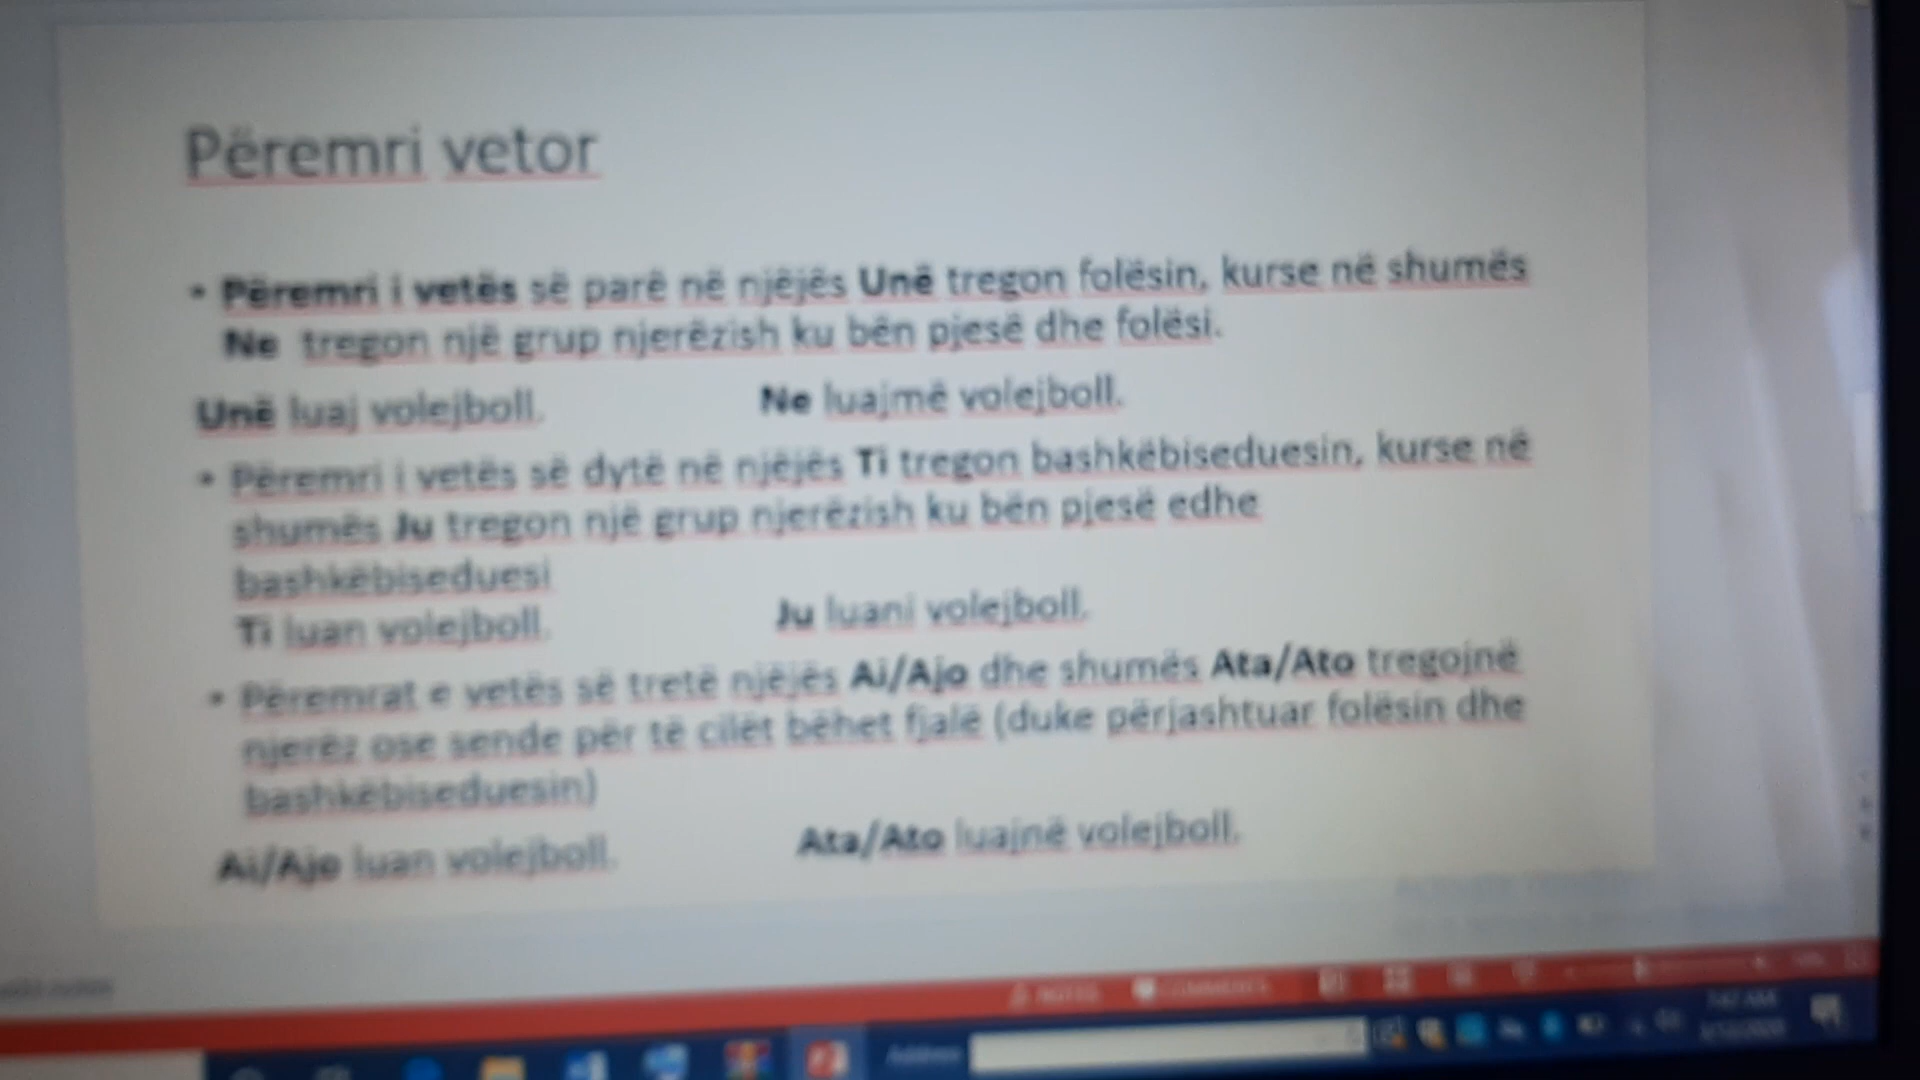 Përemri vetor
• Përemri i vetës së parë në njëjës Unë tregon folësin, kurse në shumës
Ne tregon një grup njerëzish ku bën pjesë dhe folësi.
Unë luaj volejboll. Ne luajmë volejboll.
• Përemri i vetës së dytë në njëjës Ti tregon bashkëbiseduesin, kurse në
shumës Ju tregon një grup njerëzish ku bën pjesë edhe
bashkëbiseduesi
Ti luan volejboll. Ju luani volejboll.
• Përemrat e vetës së tretë njëjës Ai/Ajo dhe shumës Ata/Ato tregojnë
njerëz ose sende për të cilët bëhet fjalë (duke përjashtuar folësin dhe
bashkëbiseduesin)
Ai/Ajo luan volejboll. Ata/Ato luajnë volejboll.
NOTES COMMENTS
Address